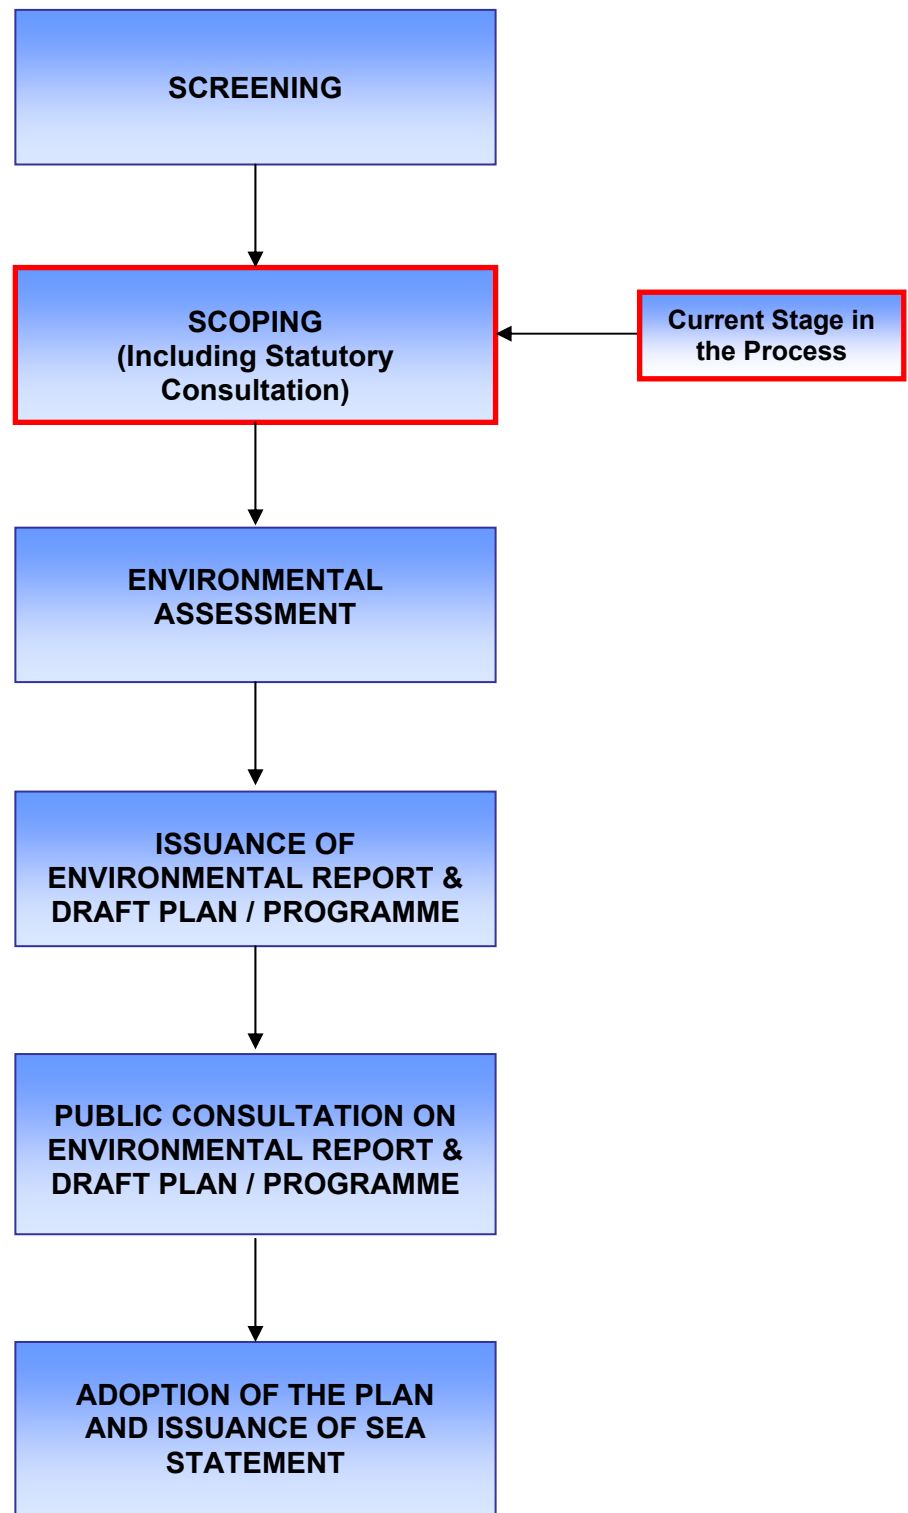 SCREENING
SCOPING
(Including Statutory
Consultation)
Current Stage in
the Process
ENVIRONMENTAL
ASSESSMENT
ISSUANCE OF
ENVIRONMENTAL REPORT &
DRAFT PLAN / PROGRAMME
PUBLIC CONSULTATION ON
ENVIRONMENTAL REPORT &
DRAFT PLAN / PROGRAMME
ADOPTION OF THE PLAN
AND ISSUANCE OF SEA
STATEMENT